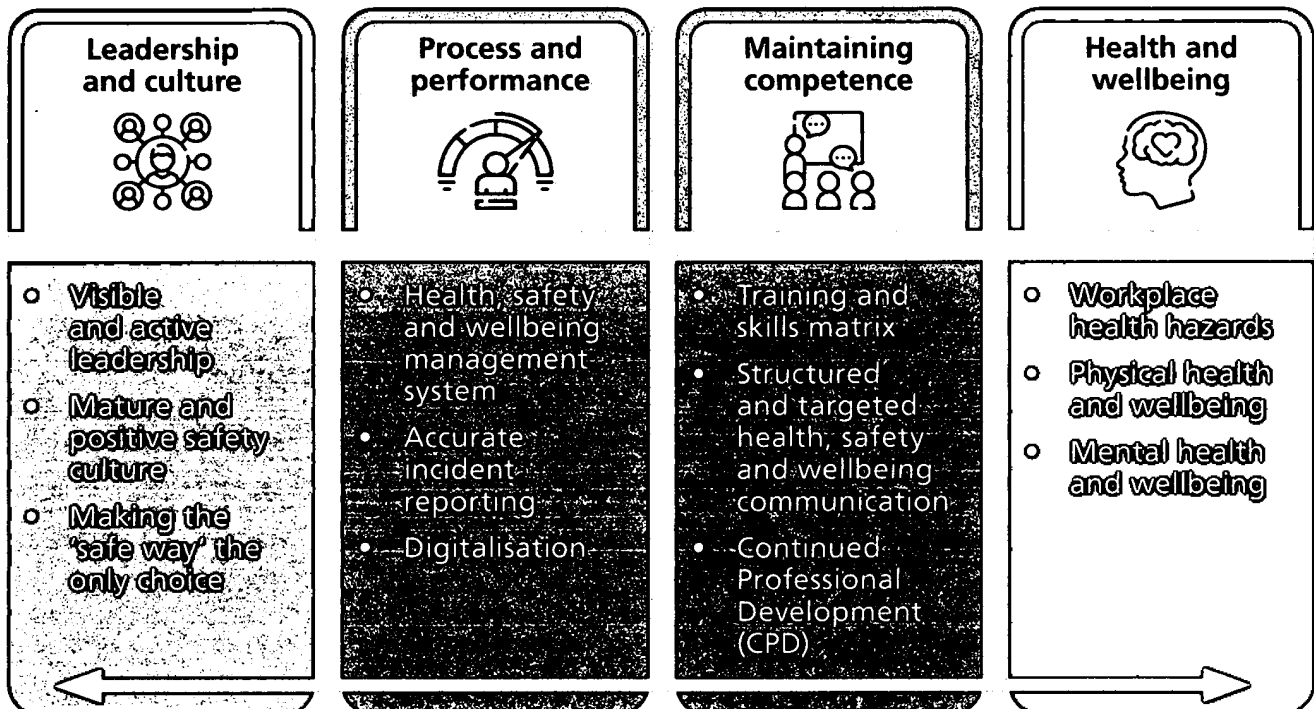 Leadership
and culture
Process and
performance
Maintaining
competence
Health and
wellbeing
• Visible
and active
leadership
• Mature and
positive safety
culture
• Making the
‘safe way’ the
only choice
• Health, safety
and wellbeing
management
system
• Accurate
incident
reporting
• Digitalisation
• Training and
skills matrix
• Structured
and targeted
health, safety
and wellbeing
communication
• Continued
Professional
Development
(CPD)
• Workplace
health hazards
• Physical health
and wellbeing
• Mental health
and wellbeing